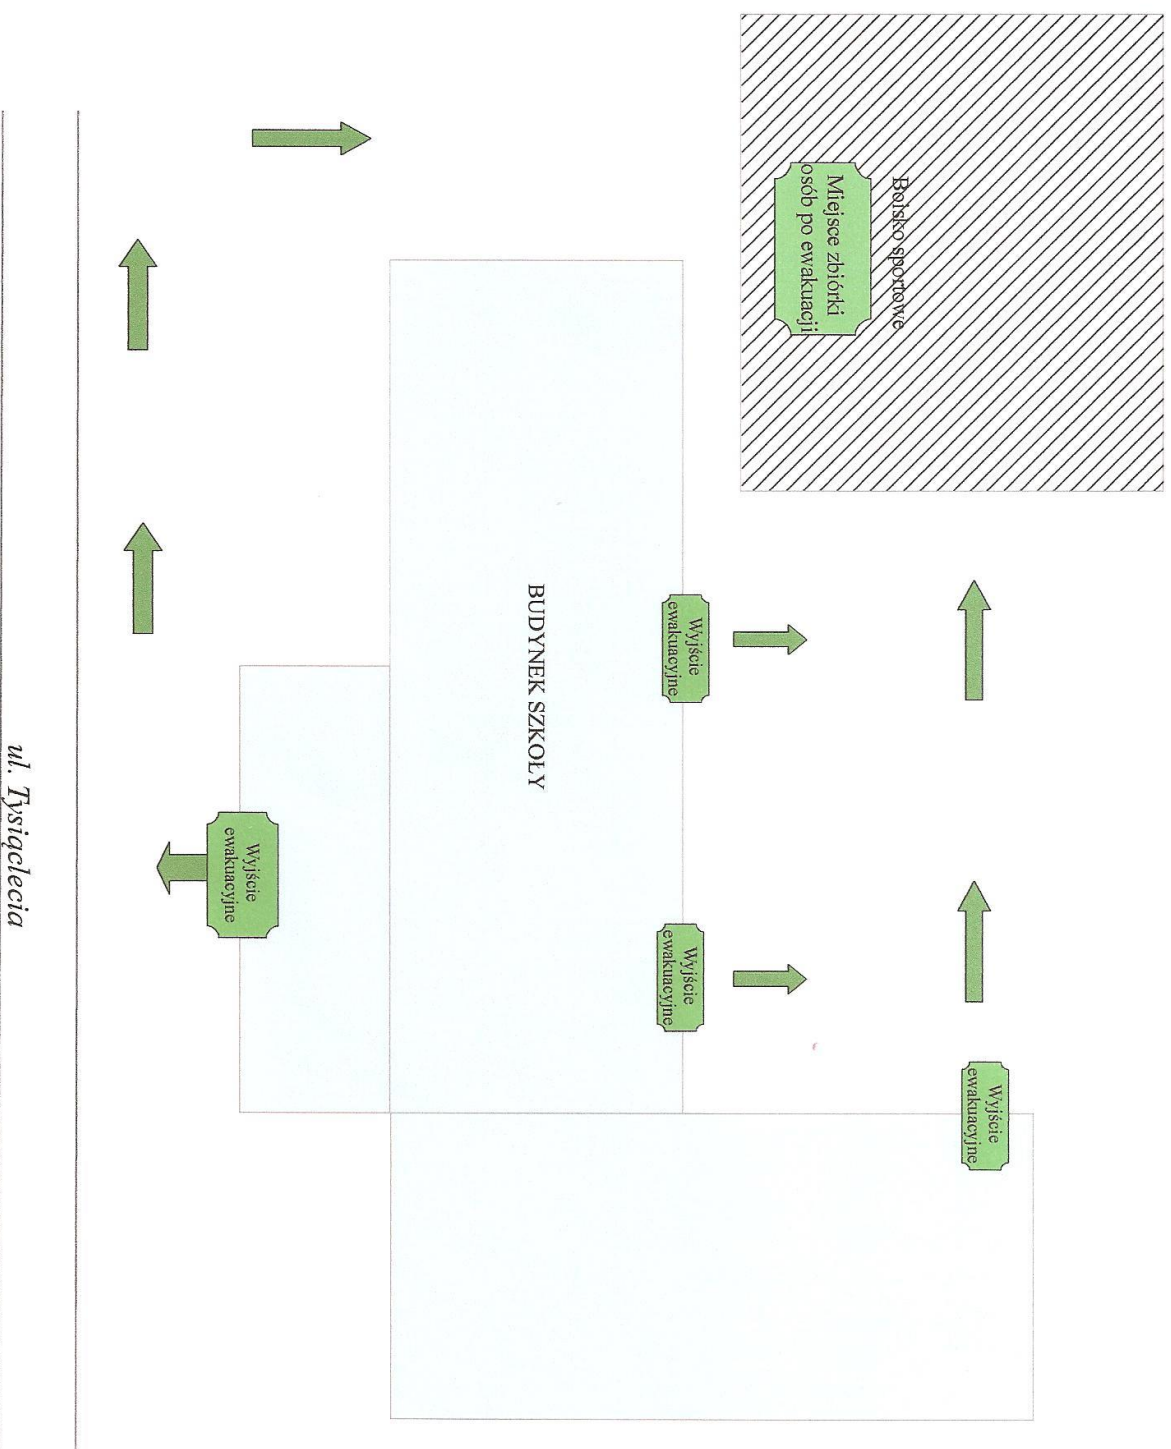 Boisko sportowe
Miejsce zbiórki
osób po ewakuacji
Wyjście
ewakuacyjne
Wyjście
ewakuacyjne
Wyjście
ewakuacyjne
BUDYNEK SZKOŁY
Wyjście
ewakuacyjne
ul. Tysiąclecia